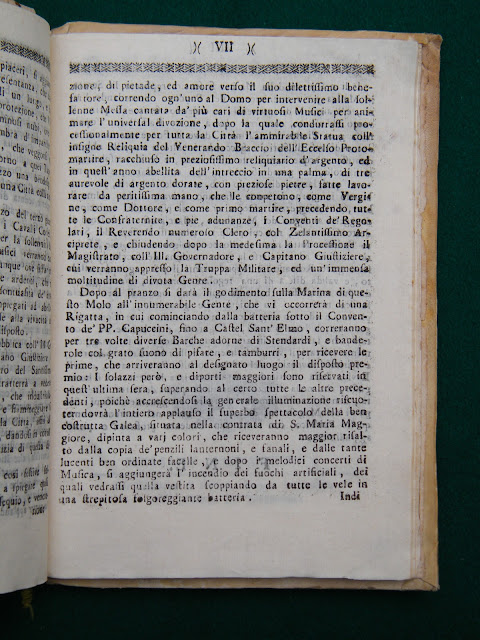 )( VII )(
zione, di pietade, ed amore verso il suo dilettissimo bene-
fattore, correndo ogn'uno al Domo per intervenire alla so-
lenne Messa cantata da' più cari di virtuosi Musici per ani-
mare l'universal divozione, dopo la quale condurrassi pro-
cessionalmente per tutta la Città l'ammirabile Statua coll'
insigne Reliquia del Venerando Braccio dell'Eccelso Proto-
martire, racchiuso in preziosissimo reliquiario d'argento, ed
in quest'anno abellita dell'intreccio in una palma, di tre
aurevole di argento dorate, con preziose pietre, fatte lavo-
rare da peritissima mano, che le competono, come Vergi-
ne, come Dottore, e come primo martire, precedendo tut-
te le Confraternite, e pie adunanze, i Conventi de' Rego-
lari, il Reverendo numeroso Clero, col Zelantissimo Ar-
ciprete, e chiudendo dopo la medesima la Processione il
Magistrato, coll'Ill. Governadore, e Capitano Giustiziere,
cui verranno appresso la Truppa Militare, ed un'immensa
moltitudine di divota Gente.
Dopo al pranzo si darà il godimento sulla Marina di que-
sto Molo all'innumerabile Gente, che vi occorrerà di una
Rigatta, in cui cominciando dalla batteria sotto il Convento
de' PP. Capuccini, fino a Castel Sant'Elmo, correranno
per tre volte diverse Barche adorne di Stendardi, e bande-
role col grato suono di pifare, e tamburri, per ricevere le
prime, che arriveranno al designato luogo il disposto pre-
mio: I solazzi però, e diporti maggiori sono riservati in
quest'ultima sera, superando al certo tutte le altre prece-
denti, poichè accrescendosi la generale illuminazione riscuo-
ter dovrà l'intiero applauso il superbo spettacolo della ben
costrutta Galea, situata nella contrata di S. Maria Mag-
giore, dipinta a varj colori, che riceveranno maggior risal-
to dalla copia de' penzili lanternoni, e fanali, e dalle tante
lucenti ben ordinate facelle, e dopo i melodici concerti di
Musica, si aggiungerà l'incendio dei fuochi artificiali, dei
quali vedrassi quella vestita scoppiando da tutte le vele in
una strepitosa folgoreggiante batteria.
Indi